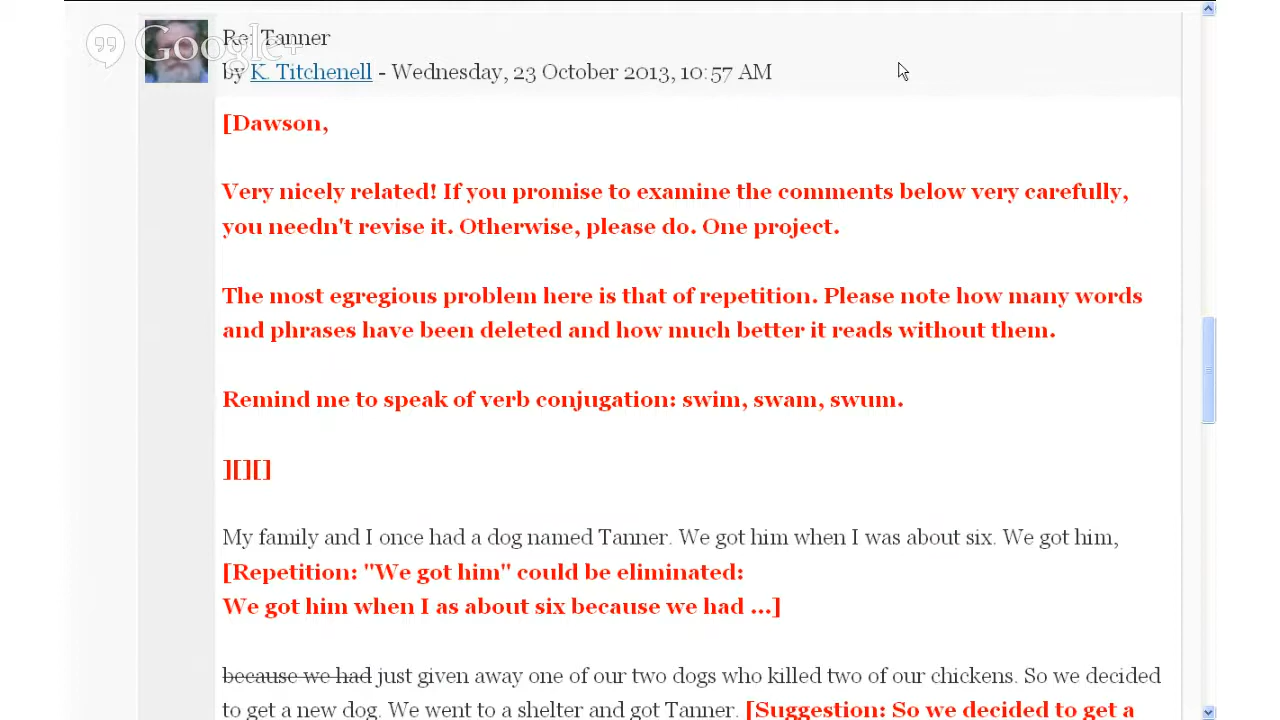 Google+
Re: Tanner
by K. Titchenell - Wednesday, 23 October 2013, 10:57 AM
[Dawson,
Very nicely related! If you promise to examine the comments below very carefully,
you needn't revise it. Otherwise, please do. One project.
The most egregious problem here is that of repetition. Please note how many words
and phrases have been deleted and how much better it reads without them.
Remind me to speak of verb conjugation: swim, swam, swum.
][][]
My family and I once had a dog named Tanner. We got him when I was about six. We got him,
[Repetition: "We got him" could be eliminated:
We got him when I as about six because we had ...]
because we had just given away one of our two dogs who killed two of our chickens. So we decided
to get a new dog. We went to a shelter and got Tanner. [Suggestion: So we decided to get a